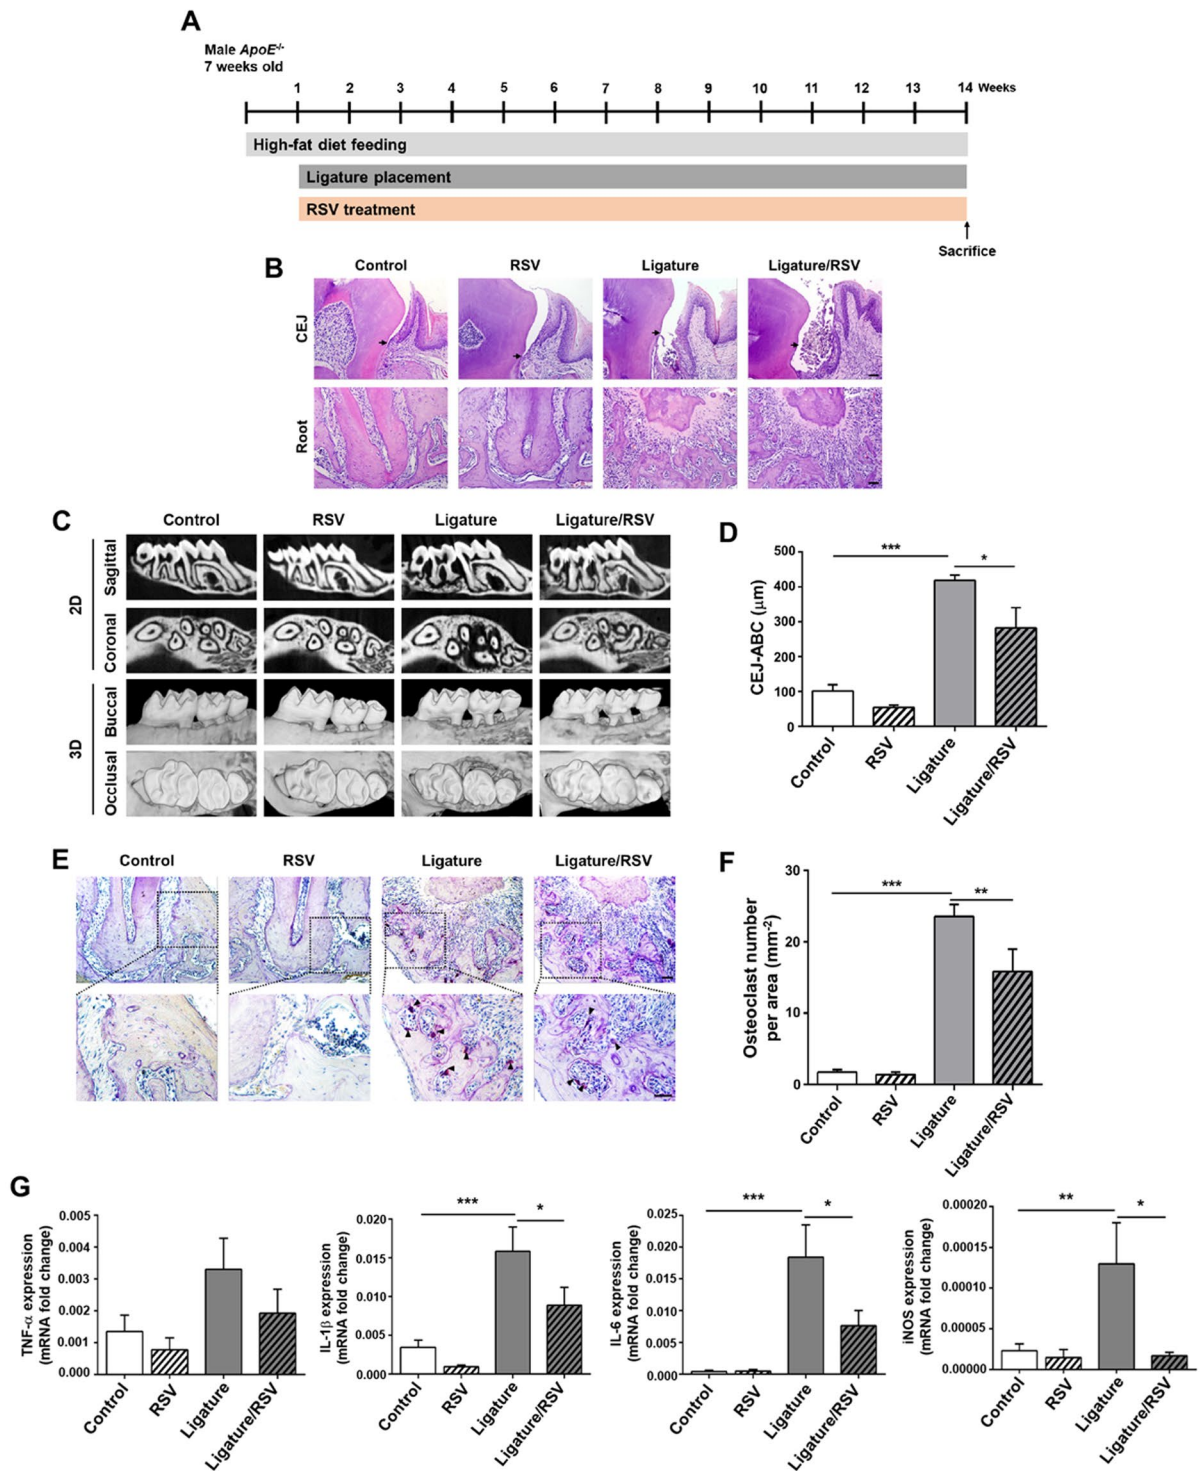 A
Male ApoE-/-
7 weeks old
1 2 3 4 5 6 7 8 9 10 11 12 13 14 Weeks
High-fat diet feeding
Ligature placement
RSV treatment
Sacrifice
B
Control RSV Ligature Ligature/RSV
CEJ
Root
C
Control RSV Ligature Ligature/RSV
2D
Sagittal
Coronal
3D
Buccal
Occlusal
D
CEJ-ABC (μm)
500
400
300
200
100
0
*** *
Control RSV Ligature Ligature/RSV
E
Control RSV Ligature Ligature/RSV
F
Osteoclast number
per area (mm-2)
30
20
10
0
*** **
Control RSV Ligature Ligature/RSV
G
TNF-α expression
(mRNA fold change)
0.005
0.004
0.003
0.002
0.001
0.000
Control RSV Ligature Ligature/RSV
IL-1β expression
(mRNA fold change)
0.020
0.015
0.010
0.005
0.000
*** *
Control RSV Ligature Ligature/RSV
IL-6 expression
(mRNA fold change)
0.025
0.020
0.015
0.010
0.005
0.000
*** *
Control RSV Ligature Ligature/RSV
iNOS expression
(mRNA fold change)
0.00020
0.00015
0.00010
0.00005
0.00000
** *
Control RSV Ligature Ligature/RSV